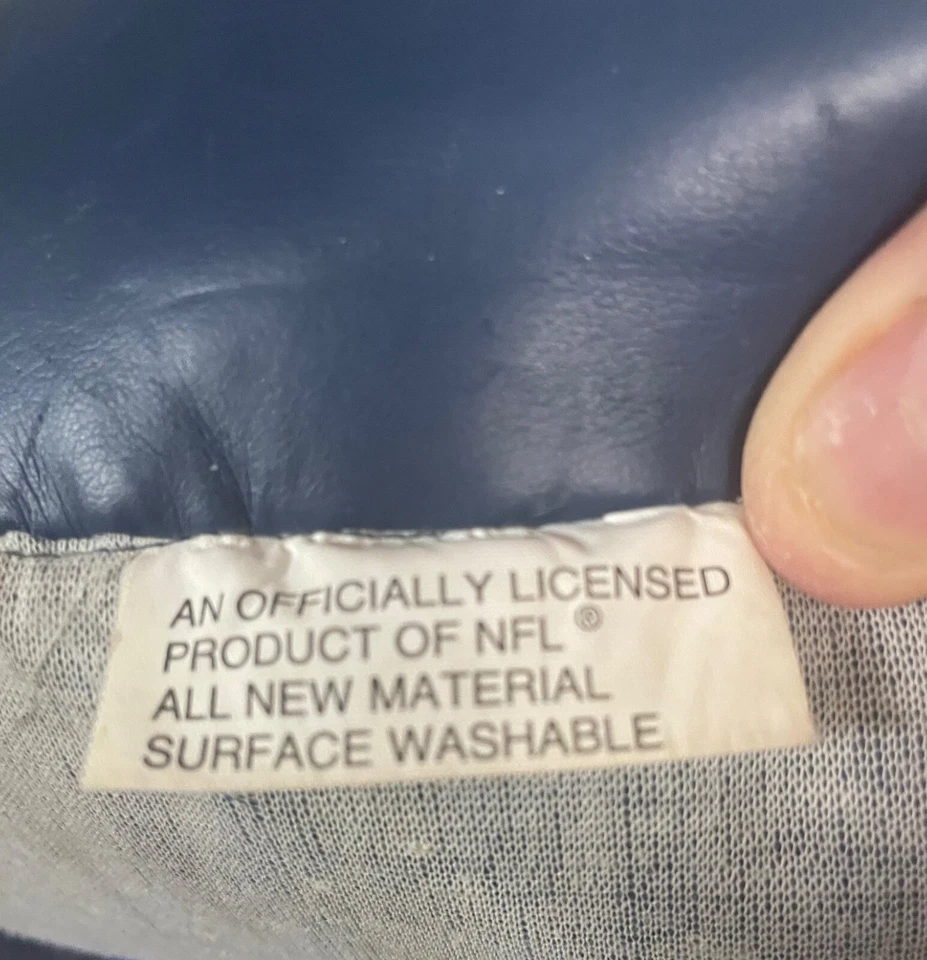 AN OFFICIALLY LICENSED
PRODUCT OF NFL ®
ALL NEW MATERIAL
SURFACE WASHABLE